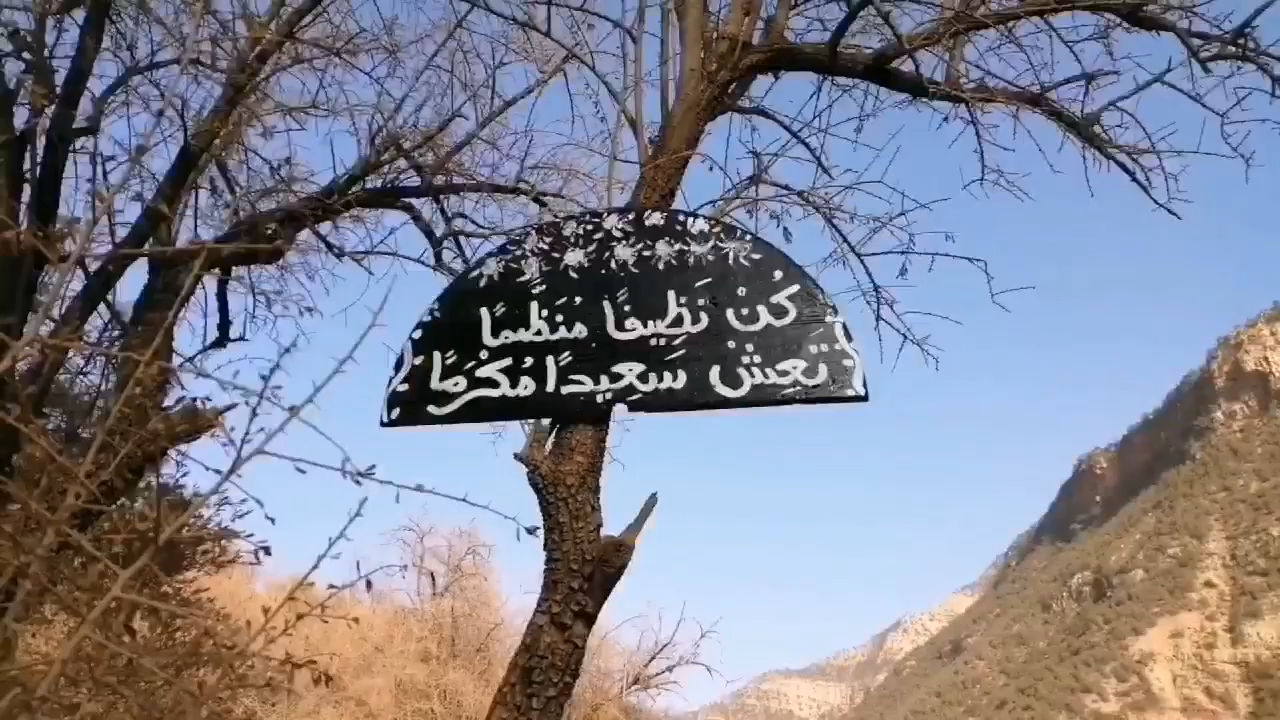 كُنْ نَظِيفًا مُنَظَّمًا
تَعِشْ سَعِيدًا مُكْرَمًا